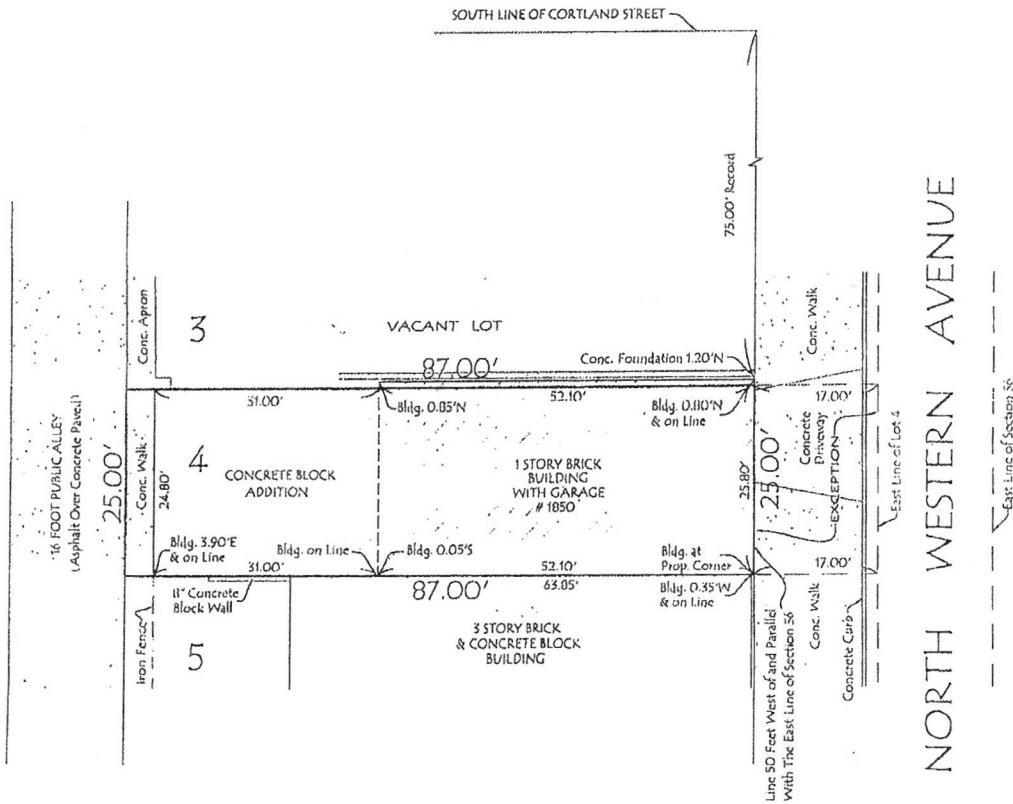 SOUTH LINE OF CORTLAND STREET
75.00' Record
NORTH WESTERN AVENUE
16 FOOT PUBLIC ALLEY
(Asphalt Over Concrete Paved)
Conc. Apron
3
VACANT LOT
87.00'
Conc. Foundation 1.20'N
Conc. Walk
31.00'
Bldg. 0.85'N
52.10'
Bldg. 0.80'N
& on Line
17.00'
25.00'
Conc. Walk
24.80'
4
CONCRETE BLOCK
ADDITION
1 STORY BRICK
BUILDING
WITH GARAGE
# 1850
25.80'
25.00'
Concrete
Driveway
EXCEPTION
East Line of Lot 4
East Line of Section 36
Bldg. 3.90'E
& on Line
Bldg. on Line
Bldg. 0.05'S
Bldg. at
Prop. Corner
31.00'
52.10'
17.00'
8" Concrete
Block Wall
87.00'
63.85'
Bldg. 0.35'W
& on Line
Iron Fence
5
3 STORY BRICK
& CONCRETE BLOCK
BUILDING
Line 50 Feet West of and Parallel
With The East Line of Section 36
Conc. Walk
Concrete Curb